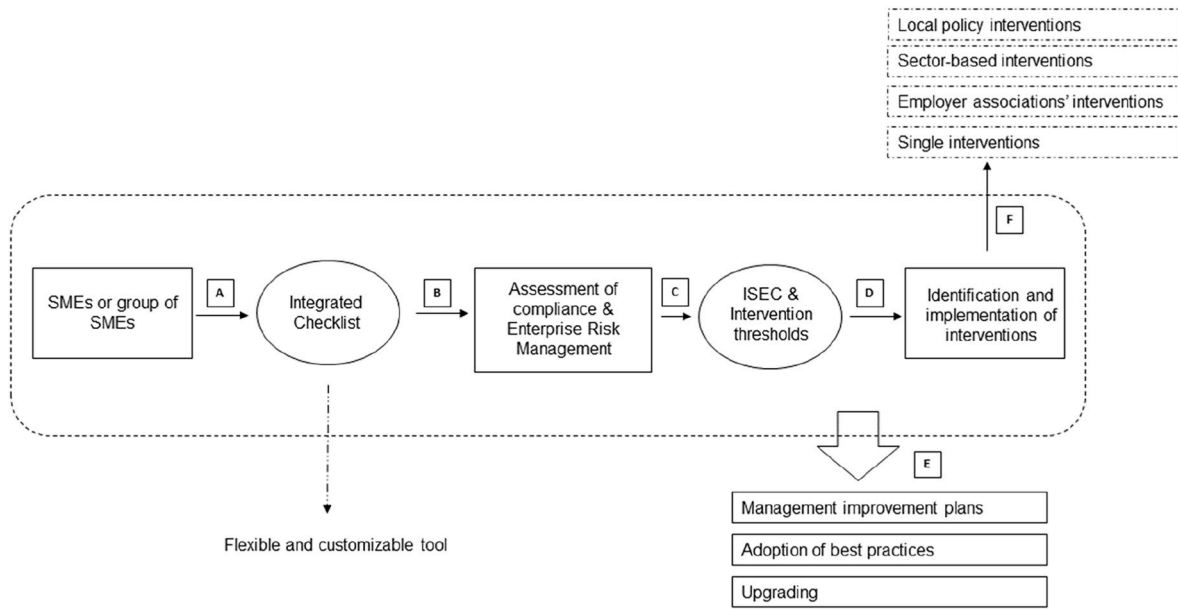 Local policy interventions
Sector-based interventions
Employer associations' interventions
Single interventions
F
SMEs or group of
SMEs
A
Integrated
Checklist
B
Assessment of
compliance &
Enterprise Risk
Management
C
ISEC &
Intervention
thresholds
D
Identification and
implementation of
interventions
E
Flexible and customizable tool
Management improvement plans
Adoption of best practices
Upgrading